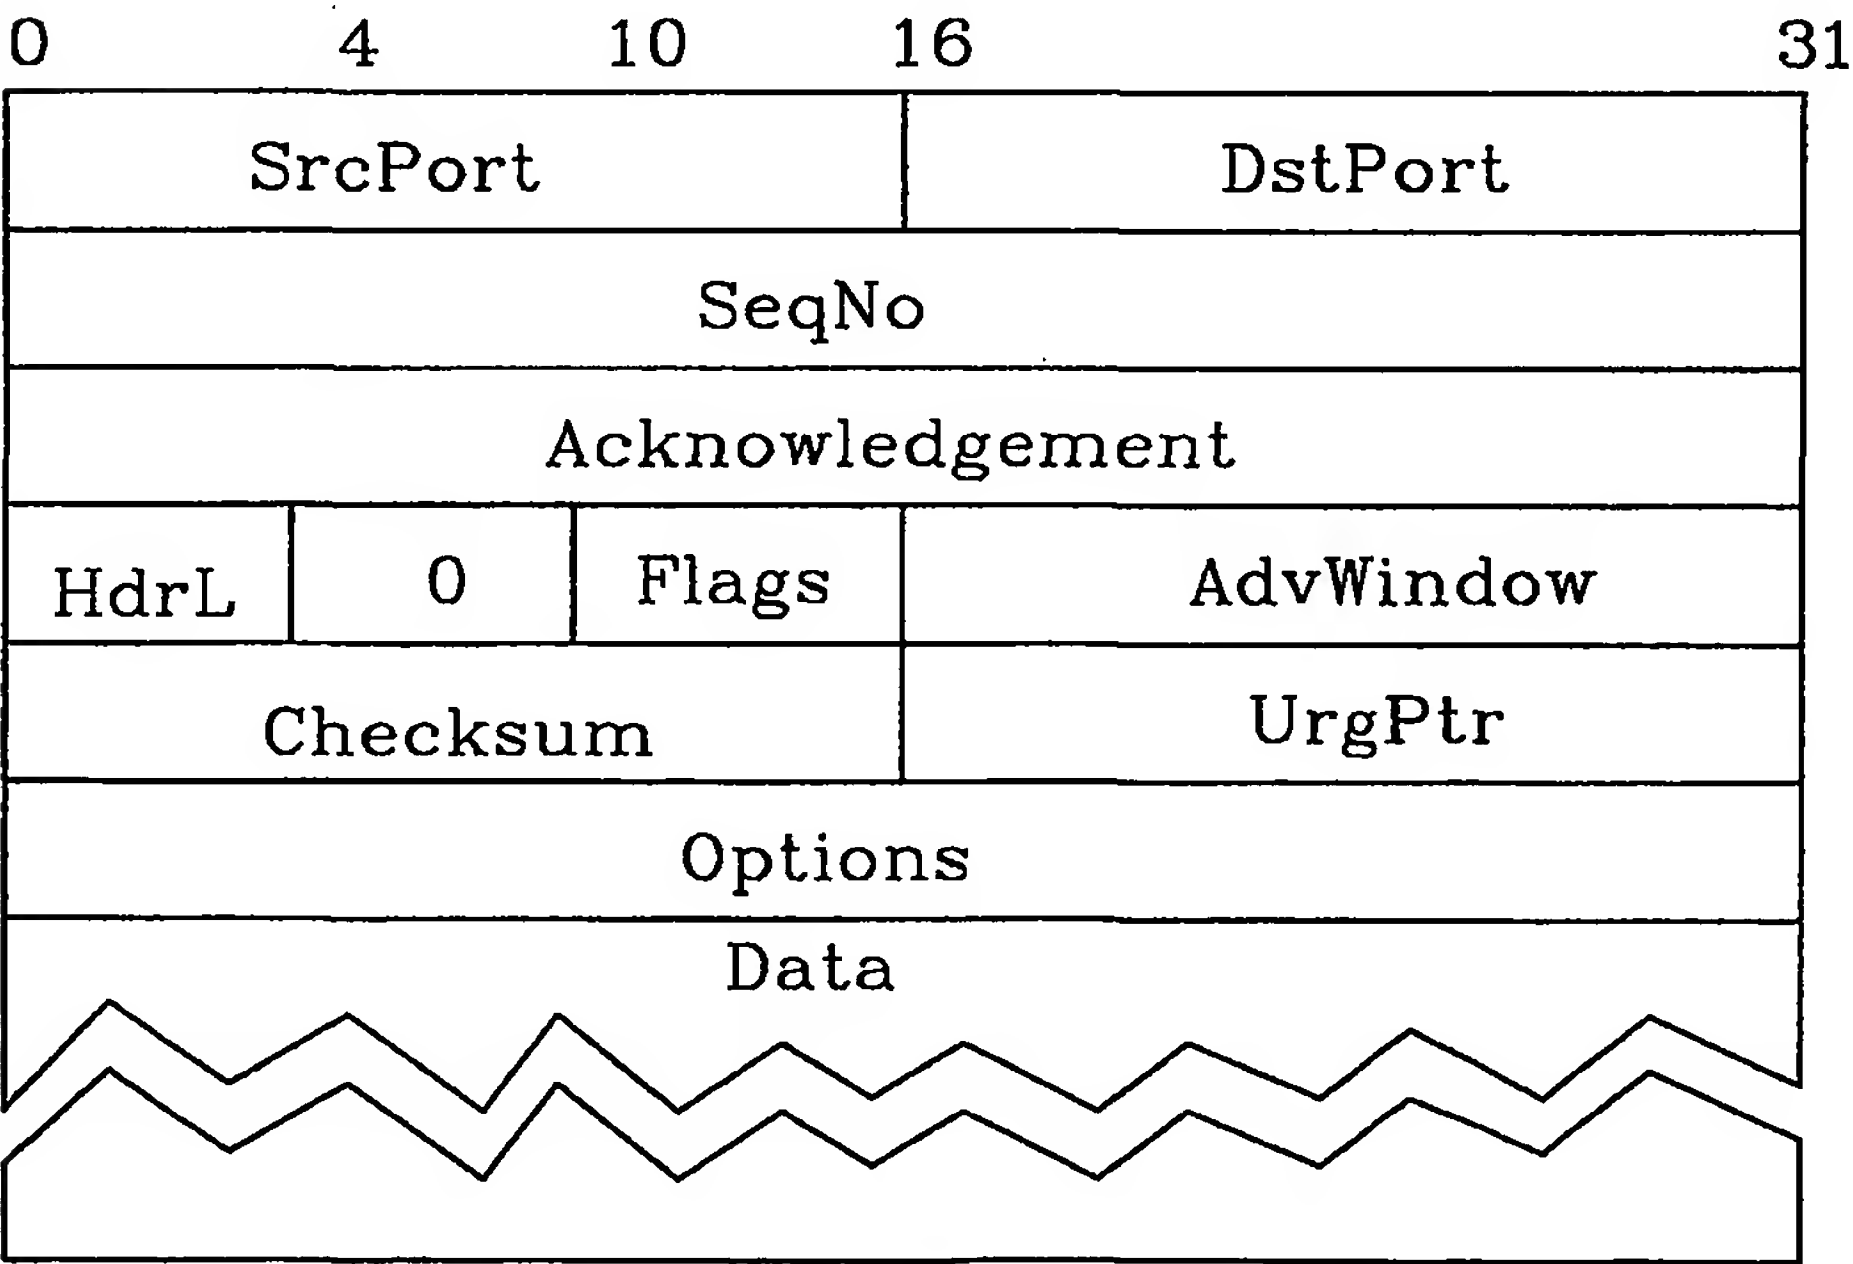 0 4 10 16 31
SrcPort DstPort
SeqNo
Acknowledgement
HdrL 0 Flags AdvWindow
Checksum UrgPtr
Options
Data